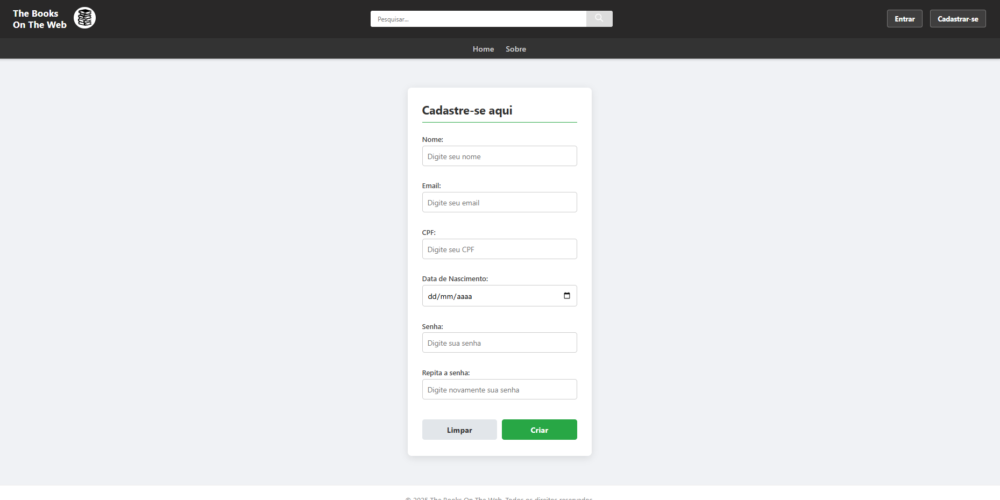 The Books
On The Web
Pesquisar...
Entrar
Cadastrar-se
Home
Sobre
Cadastre-se aqui
Nome:
Digite seu nome
Email:
Digite seu email
CPF:
Digite seu CPF
Data de Nascimento:
dd/mm/aaaa
Senha:
Digite sua senha
Repita a senha:
Digite novamente sua senha
Limpar
Criar
© 2025 The Books On The Web. Todos os direitos reservados.